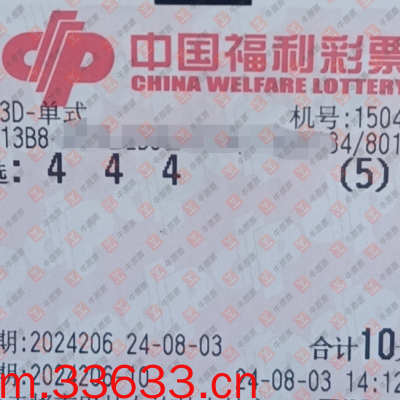 中国福利彩票
CHINA WELFARE LOTTERY
3D-单式 机号:1504
13B8 34/801
选: 4 4 4 (5)
期:2024206 24-08-03 合计10
24-08-03 14:12
m.33633.cn